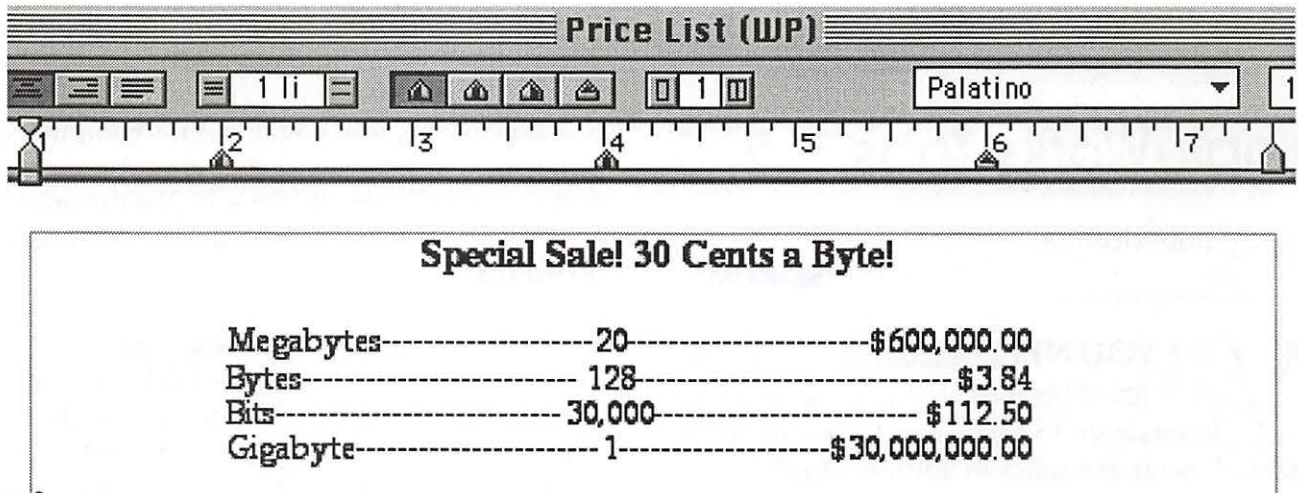 Price List (WP)
1 li 1 Palatino 1
1 2 3 4 5 6 7
Special Sale! 30 Cents a Byte!
Megabytes------------------------20---------------------------$600,000.00
Bytes------------------------------ 128------------------------------------ $3.84
Bits-------------------------------- 30,000----------------------------- $112.50
Gigabyte---------------------------- 1----------------------$30,000,000.00